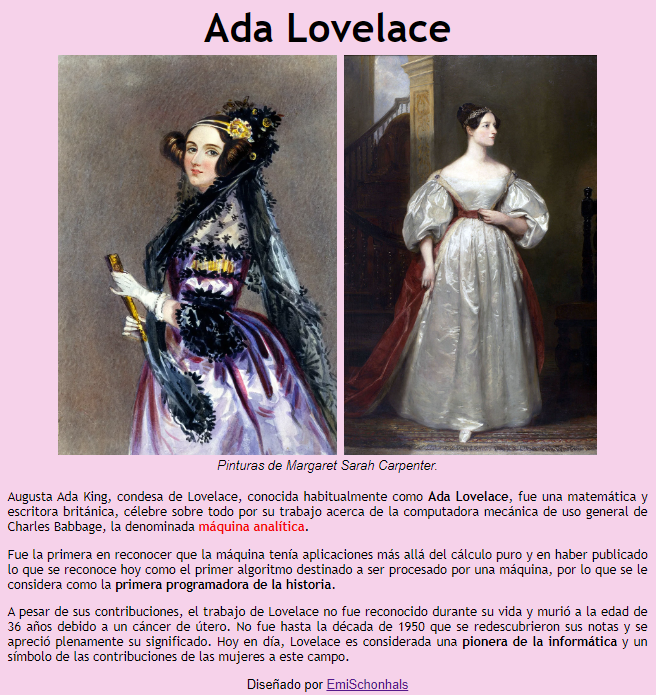 Ada Lovelace
Pinturas de Margaret Sarah Carpenter.
Augusta Ada King, condesa de Lovelace, conocida habitualmente como Ada Lovelace, fue una matemática y
escritora británica, célebre sobre todo por su trabajo acerca de la computadora mecánica de uso general de
Charles Babbage, la denominada máquina analítica.
Fue la primera en reconocer que la máquina tenía aplicaciones más allá del cálculo puro y en haber publicado
lo que se reconoce hoy como el primer algoritmo destinado a ser procesado por una máquina, por lo que se le
considera como la primera programadora de la historia.
A pesar de sus contribuciones, el trabajo de Lovelace no fue reconocido durante su vida y murió a la edad de
36 años debido a un cáncer de útero. No fue hasta la década de 1950 que se redescubrieron sus notas y se
apreció plenamente su significado. Hoy en día, Lovelace es considerada una pionera de la informática y un
símbolo de las contribuciones de las mujeres a este campo.
Diseñado por EmiSchonhals